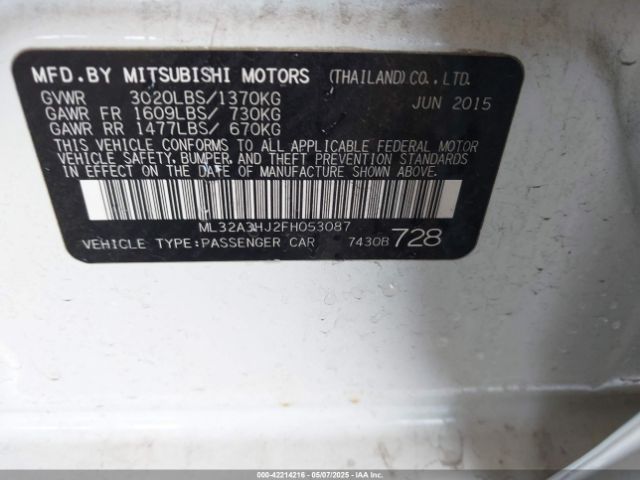 MFD. BY MITSUBISHI MOTORS (THAILAND) CO., LTD.
GVWR 3020LBS/1370KG JUN 2015
GAWR FR 1609LBS/ 730KG
GAWR RR 1477LBS/ 670KG
THIS VEHICLE CONFORMS TO ALL APPLICABLE FEDERAL MOTOR
VEHICLE SAFETY, BUMPER, AND THEFT PREVENTION STANDARDS
IN EFFECT ON THE DATE OF MANUFACTURE SHOWN ABOVE.
ML32A3HJ2FH053087
VEHICLE TYPE:PASSENGER CAR 7430B 728
000-42214216 - 05/07/2025 - IAAI.COM